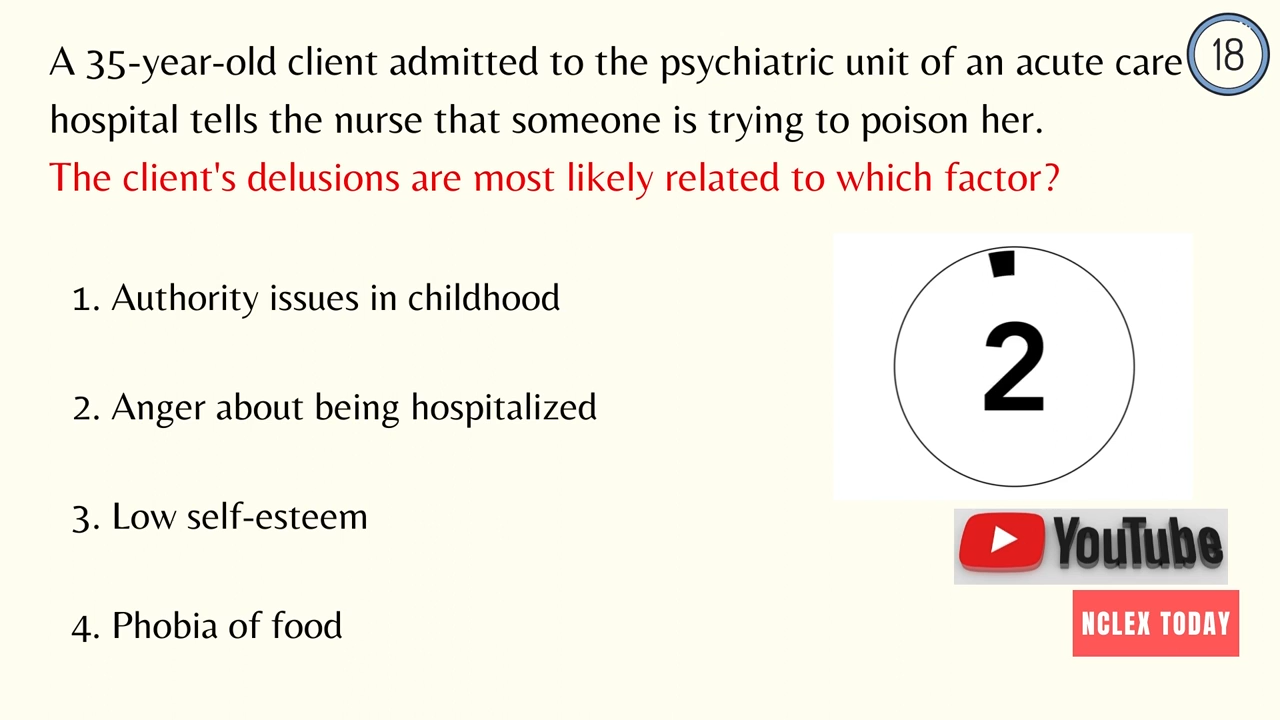 A 35-year-old client admitted to the psychiatric unit of an acute care
18
hospital tells the nurse that someone is trying to poison her.
The client's delusions are most likely related to which factor?
1. Authority issues in childhood
2. Anger about being hospitalized
3. Low self-esteem
4. Phobia of food
2
YouTube
NCLEX TODAY